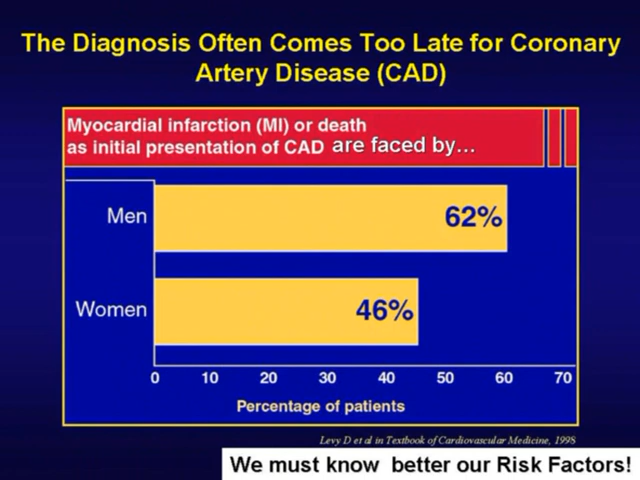 The Diagnosis Often Comes Too Late for Coronary
Artery Disease (CAD)
Myocardial infarction (MI) or death
as initial presentation of CAD are faced by...
Men
62%
Women
46%
0 10 20 30 40 50 60 70
Percentage of patients
Levy D et al in Textbook of Cardiovascular Medicine, 1998
We must know better our Risk Factors!